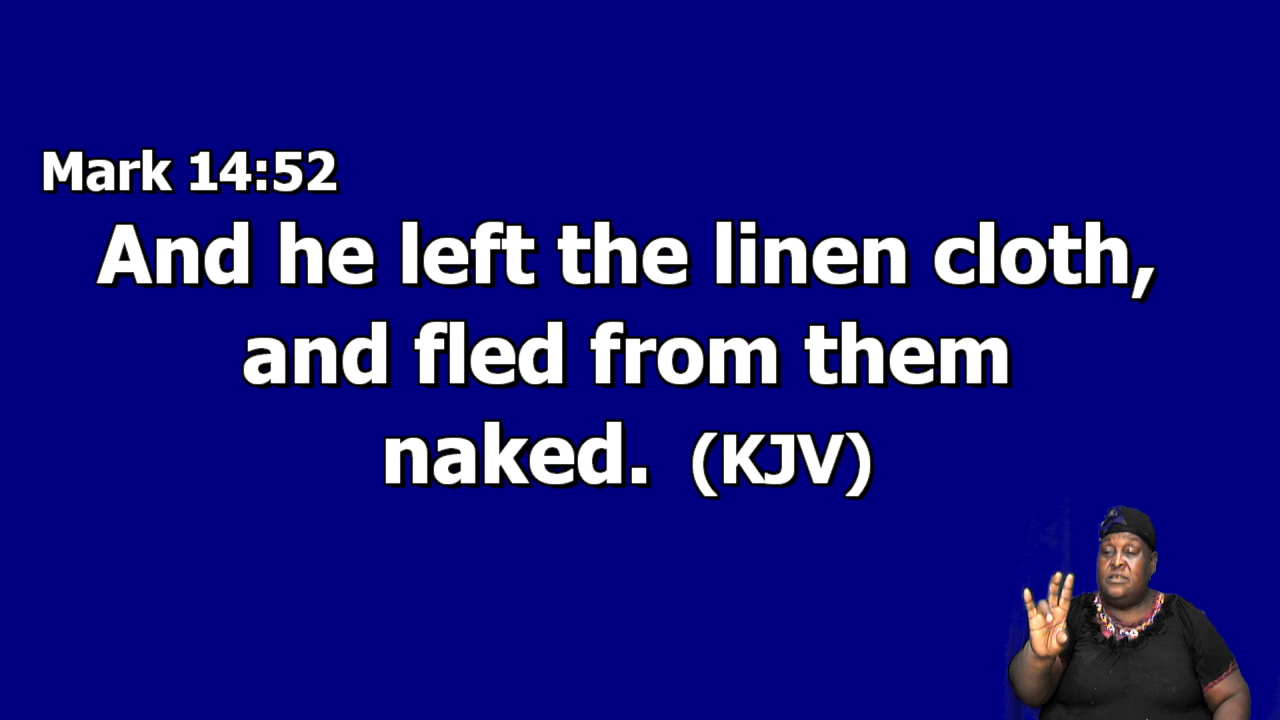 Mark 14:52
And he left the linen cloth,
and fled from them
naked. (KJV)